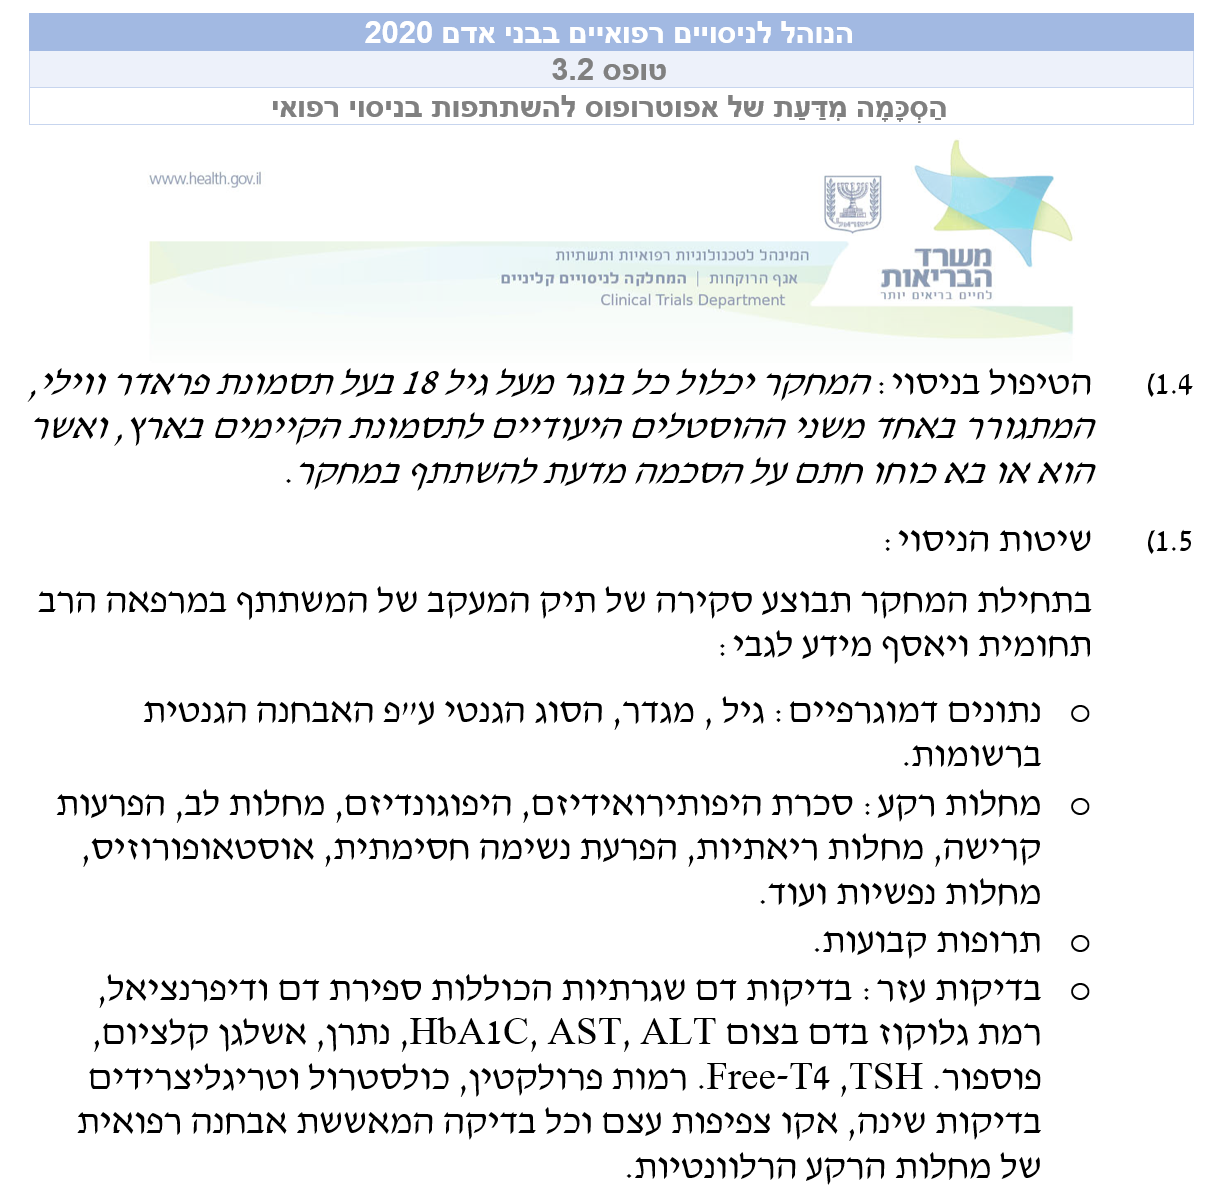 הנוהל לניסויים רפואיים בבני אדם 2020
טופס 3.2
הַסְכָּמָה מִדַּעַת של אפוטרופוס להשתתפות בניסוי רפואי
www.health.gov.il
משרד
הבריאות
לחיים בריאים יותר
המינהל לטכנולוגיות רפואיות ותשתיות
אגף הרוקחות | המחלקה לניסויים קליניים
Clinical Trials Department
1.4) הטיפול בניסוי: המחקר יכלול כל בוגר מעל גיל 18 בעל תסמונת פראדר ווילי,
המתגורר באחד משני ההוסטלים היעודיים לתסמונת הקיימים בארץ, ואשר
הוא או בא כוחו חתם על הסכמה מדעת להשתתף במחקר.
1.5) שיטות הניסוי:
בתחילת המחקר תבוצע סקירה של תיק המעקב של המשתתף במרפאה הרב
תחומית ויאסף מידע לגבי:
○ נתונים דמוגרפיים: גיל , מגדר, הסוג הגנטי ע"פ האבחנה הגנטית
ברשומות.
○ מחלות רקע: סכרת היפותירואידיזם, היפוגונדיזם, מחלות לב, הפרעות
קרישה, מחלות ריאתיות, הפרעת נשימה חסימתית, אוסטאופורוזיס,
מחלות נפשיות ועוד.
○ תרופות קבועות.
○ בדיקות עזר: בדיקות דם שגרתיות הכוללות ספירת דם ודיפרנציאל,
רמת גלוקוז בדם בצום HbA1C, AST, ALT, נתרן, אשלגן קלציום,
פוספור. Free-T4 ,TSH. רמות פרולקטין, כולסטרול וטריגליצרידים
בדיקות שינה, אקו צפיפות עצם וכל בדיקה המאששת אבחנה רפואית
של מחלות הרקע הרלוונטיות.